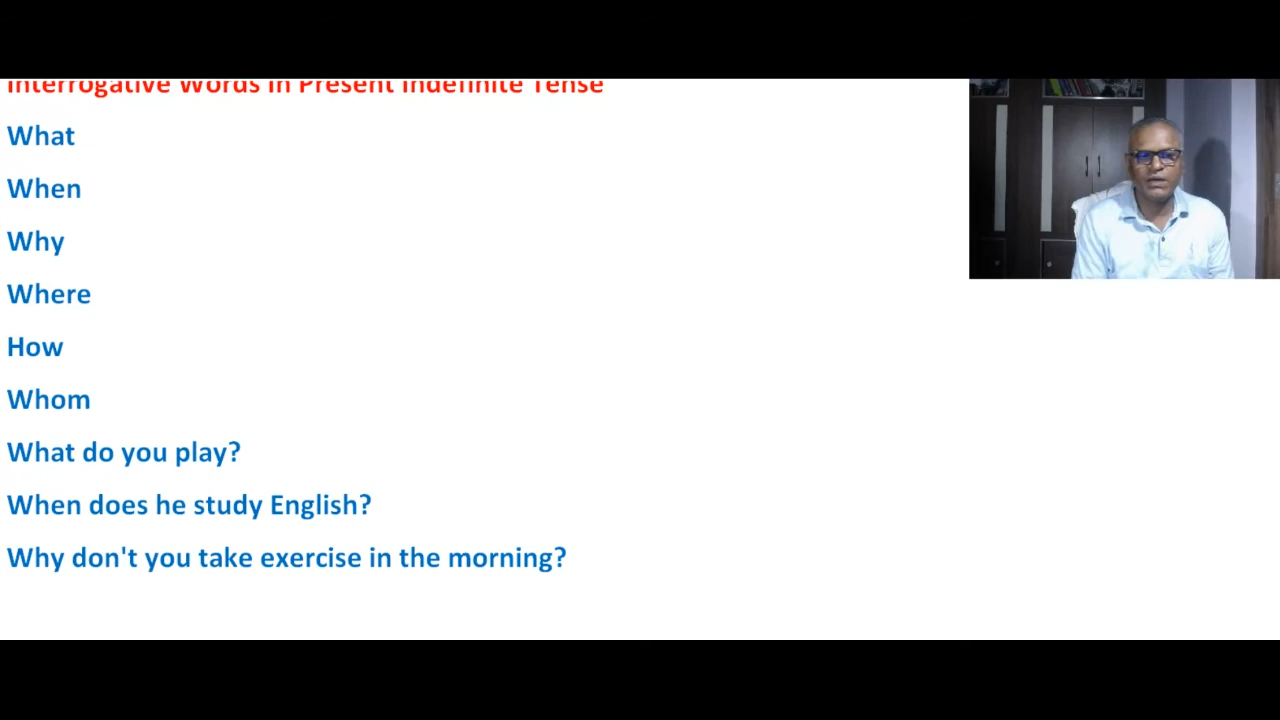 Interrogative Words in Present Indefinite Tense
What
When
Why
Where
How
Whom
What do you play?
When does he study English?
Why don't you take exercise in the morning?